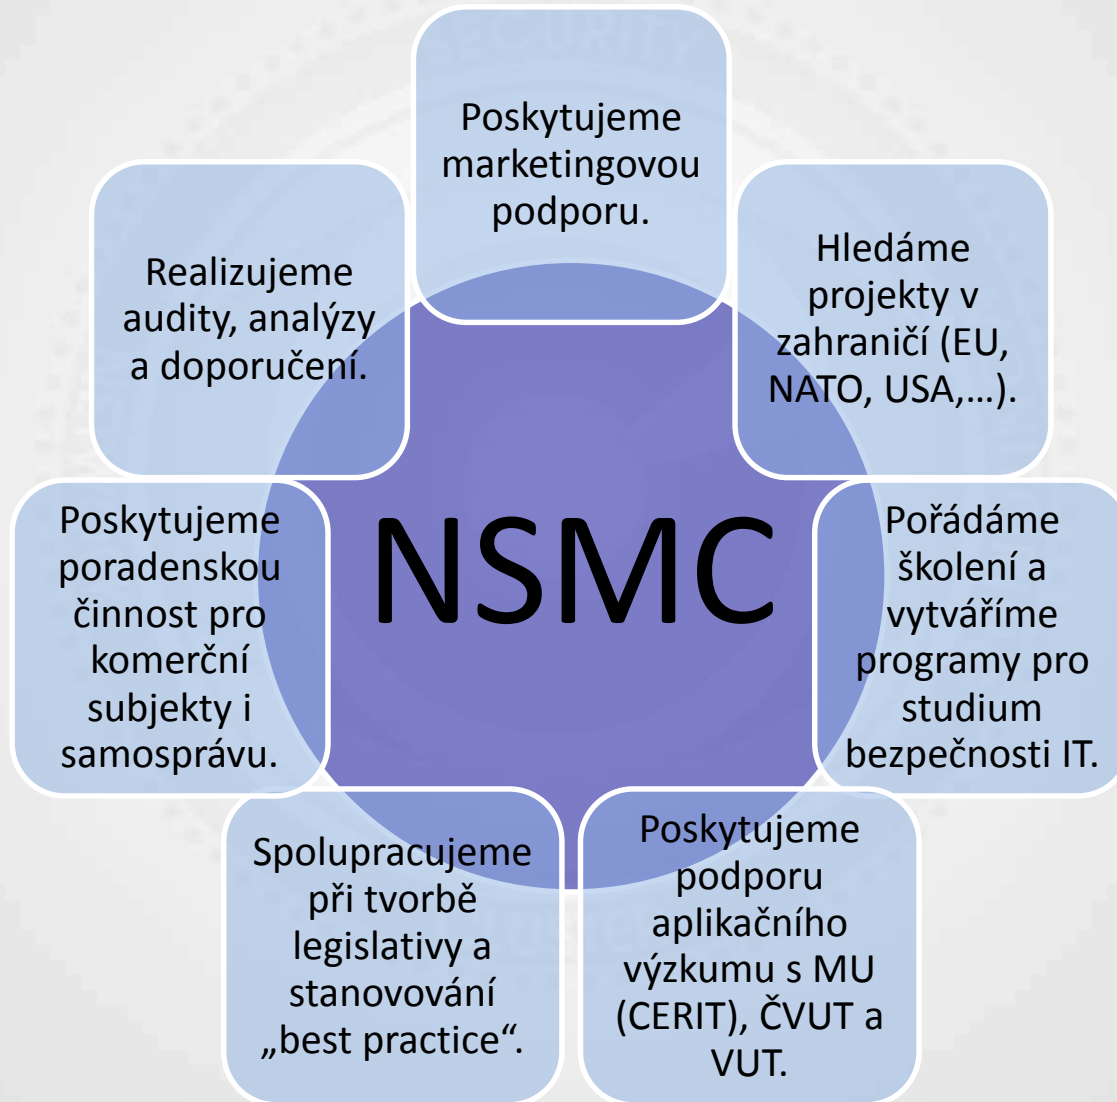 SECURITY
Poskytujeme
marketingovou
podporu.
Hledáme
projekty v
zahraničí (EU,
NATO, USA,...).
Pořádáme
školení a
vytváříme
programy pro
studium
bezpečnosti IT.
Poskytujeme
podporu
aplikačního
výzkumu s MU
(CERIT), ČVUT a
VUT.
Spolupracujeme
při tvorbě
legislativy a
stanovování
„best practice“.
Poskytujeme
poradenskou
činnost pro
komerční
subjekty i
samosprávu.
Realizujeme
audity, analýzy
a doporučení.
NSMC